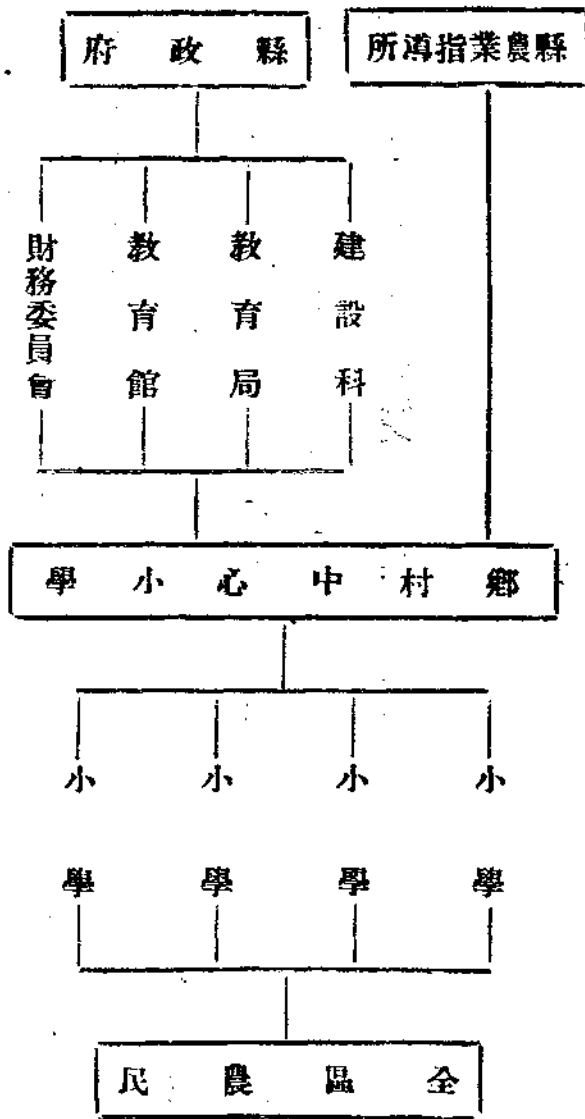 縣農業指導所
縣政府
建設科
教育局
教育館
財務委員會
鄉村中心小學
小學
小學
小學
小學
全區農民